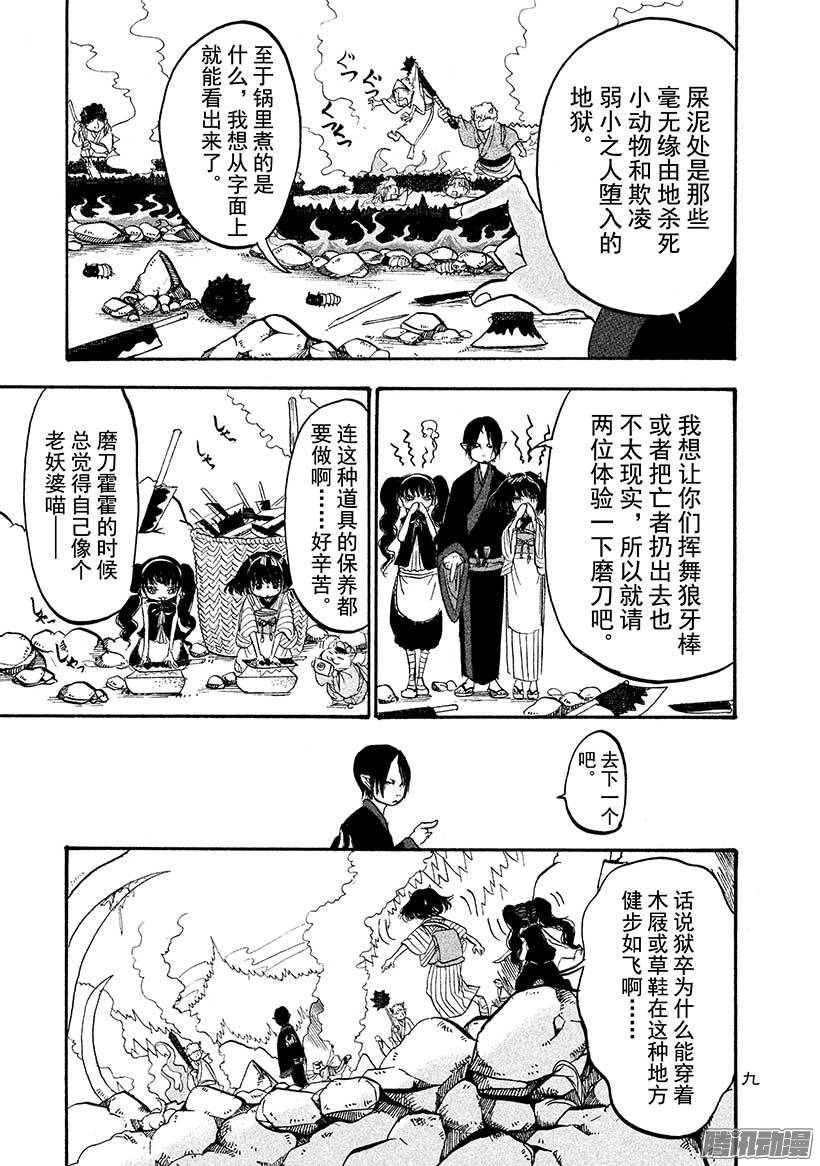 屎泥处是那些
毫无缘由地杀死
小动物和欺凌
弱小之人堕入的
地狱。
ぐつ
ぐつ
至于锅里煮的是
什么，我想从字面上
就能看出来了。
我想让你们挥舞狼牙棒
或者把亡者扔出去也
不太现实，所以就请
两位体验一下磨刀吧。
连这种道具的保养都
要做啊……好辛苦。
磨刀霍霍的时候
总觉得自己像个
老妖婆喵——
去下一个
吧。
话说狱卒为什么能穿着
木屐或草鞋在这种地方
健步如飞啊……
九
腾讯动漫